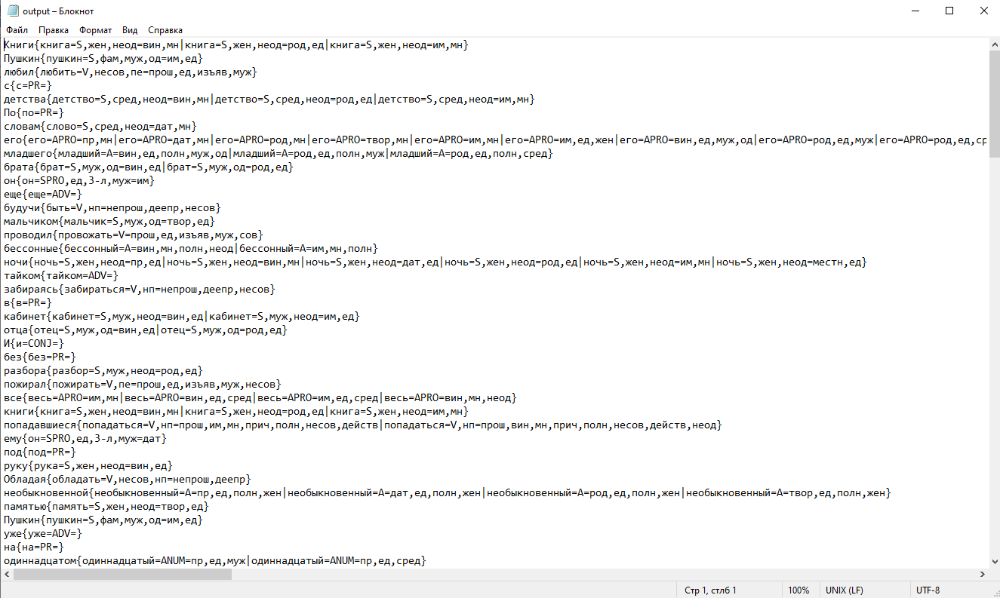 output – Блокнот
Файл Правка Формат Вид Справка
Книги{книга=S,жен,неод=вин,мн|книга=S,жен,неод=род,ед|книга=S,жен,неод=им,мн}
Пушкин{пушкин=S,фам,муж,од=им,ед}
любил{любить=V,несов,пе=прош,ед,изъяв,муж}
с{с=PR=}
детства{детство=S,сред,неод=вин,мн|детство=S,сред,неод=род,ед|детство=S,сред,неод=им,мн}
По{по=PR=}
словам{слово=S,сред,неод=дат,мн}
его{его=APRO=пр,мн|его=APRO=дат,мн|его=APRO=род,мн|его=APRO=твор,мн|его=APRO=им,мн|его=APRO=им,ед,жен|его=APRO=вин,ед,муж,од|его=APRO=род,ед,муж|его=APRO=род,ед,ср
младшего{младший=A=вин,ед,полн,муж,од|младший=A=род,ед,полн,муж|младший=A=род,ед,полн,сред}
брата{брат=S,муж,од=вин,ед|брат=S,муж,од=род,ед}
он{он=SPRO,ед,3-л,муж=им}
еще{еще=ADV=}
будучи{быть=V,нп=непрош,деепр,несов}
мальчиком{мальчик=S,муж,од=твор,ед}
проводил{провожать=V=прош,ед,изъяв,муж,сов}
бессонные{бессонный=A=вин,мн,полн,неод|бессонный=A=им,мн,полн}
ночи{ночь=S,жен,неод=пр,ед|ночь=S,жен,неод=вин,мн|ночь=S,жен,неод=дат,ед|ночь=S,жен,неод=род,ед|ночь=S,жен,неод=им,мн|ночь=S,жен,неод=местн,ед}
тайком{тайком=ADV=}
забираясь{забираться=V,нп=непрош,деепр,несов}
в{в=PR=}
кабинет{кабинет=S,муж,неод=вин,ед|кабинет=S,муж,неод=им,ед}
отца{отец=S,муж,од=вин,ед|отец=S,муж,од=род,ед}
И{и=CONJ=}
без{без=PR=}
разбора{разбор=S,муж,неод=род,ед}
пожирал{пожирать=V,пе=прош,ед,изъяв,муж,несов}
все{весь=APRO=им,мн|весь=APRO=вин,ед,сред|весь=APRO=им,ед,сред|весь=APRO=вин,мн,неод}
книги{книга=S,жен,неод=вин,мн|книга=S,жен,неод=род,ед|книга=S,жен,неод=им,мн}
попадавшиеся{попадаться=V,нп=прош,им,мн,прич,полн,несов,действ|попадаться=V,нп=прош,вин,мн,прич,полн,несов,действ,неод}
ему{он=SPRO,ед,3-л,муж=дат}
под{под=PR=}
руку{рука=S,жен,неод=вин,ед}
Обладая{обладать=V,несов,нп=непрош,деепр}
необыкновенной{необыкновенный=A=пр,ед,полн,жен|необыкновенный=A=дат,ед,полн,жен|необыкновенный=A=род,ед,полн,жен|необыкновенный=A=твор,ед,полн,жен}
памятью{память=S,жен,неод=твор,ед}
Пушкин{пушкин=S,фам,муж,од=им,ед}
уже{уже=ADV=}
на{на=PR=}
одиннадцатом{одиннадцатый=ANUM=пр,ед,муж|одиннадцатый=ANUM=пр,ед,сред}
Стр 1, стлб 1 100% UNIX (LF) UTF-8